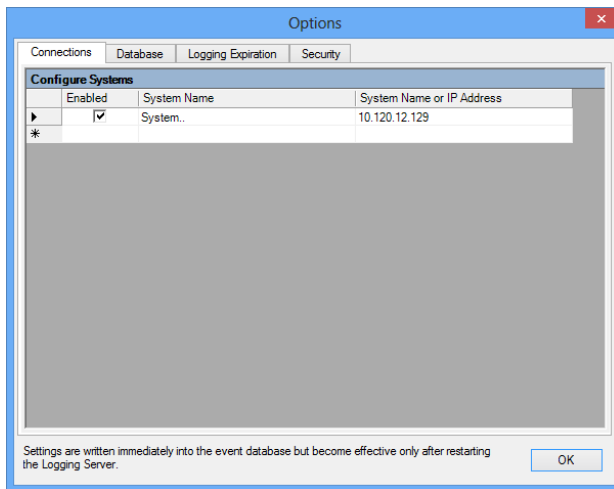 Options
Connections Database Logging Expiration Security
Configure Systems
Enabled System Name System Name or IP Address
System.. 10.120.12.129
Settings are written immediately into the event database but become effective only after restarting
the Logging Server.
OK